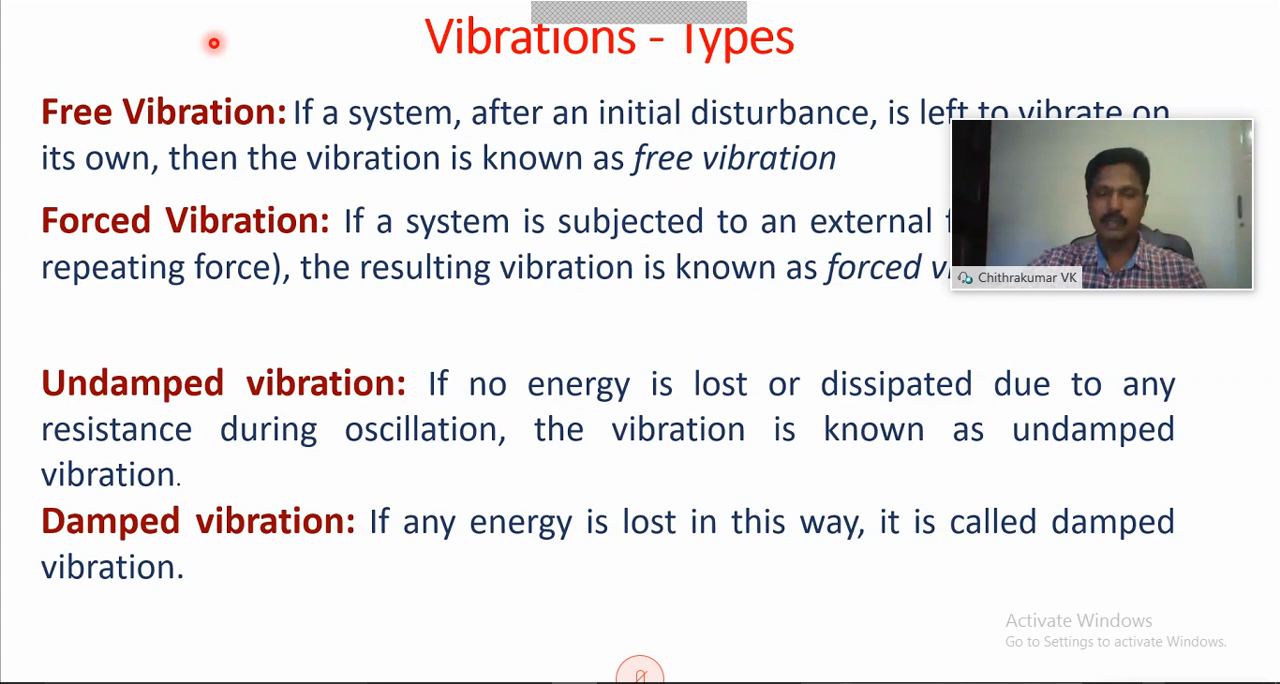 Vibrations - Types
Free Vibration: If a system, after an initial disturbance, is left to vibrate on
its own, then the vibration is known as free vibration
Forced Vibration: If a system is subjected to an external
repeating force), the resulting vibration is known as forced
Chithrakumar VK
Undamped vibration: If no energy is lost or dissipated due to any
resistance during oscillation, the vibration is known as undamped
vibration.
Damped vibration: If any energy is lost in this way, it is called damped
vibration.
Activate Windows
Go to Settings to activate Windows.